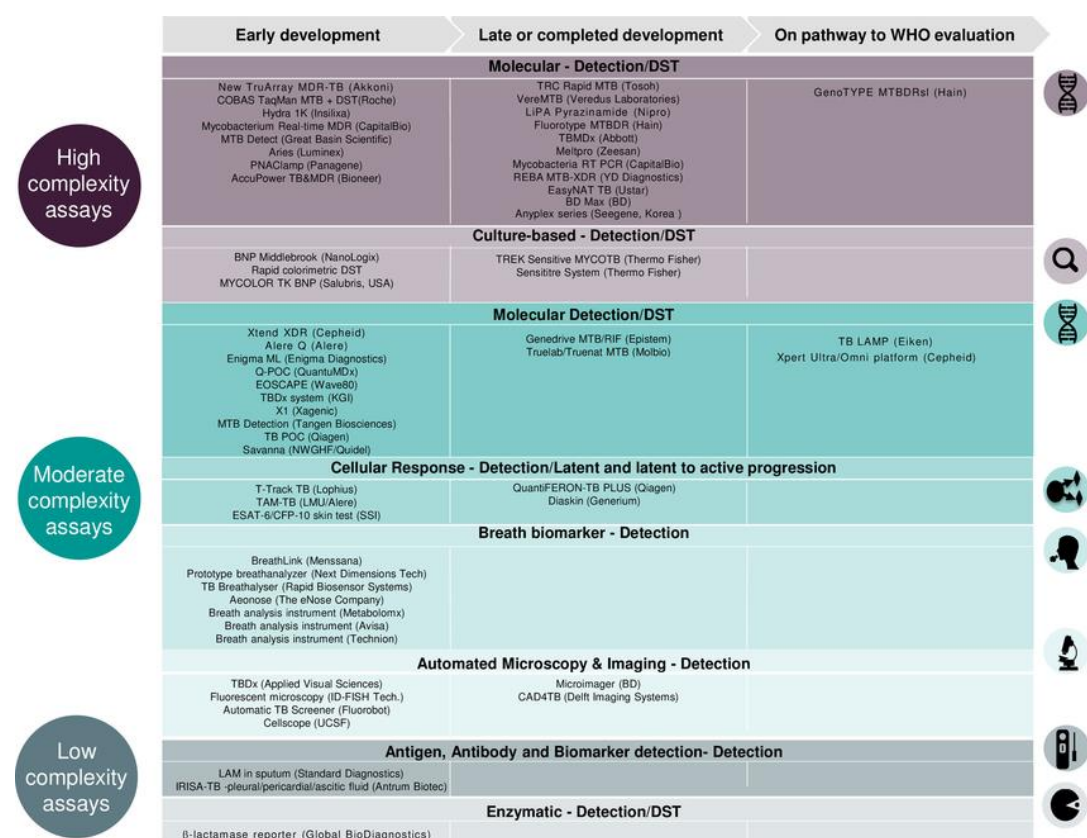 Early development
Late or completed development
On pathway to WHO evaluation
High
complexity
assays
Molecular - Detection/DST
New TruArray MDR-TB (Akkoni)
COBAS TaqMan MTB + DST(Roche)
Hydra 1K (Insilixa)
Mycobacterium Real-time MDR (CapitalBio)
MTB Detect (Great Basin Scientific)
Aries (Luminex)
PNAClamp (Panagene)
AccuPower TB&MDR (Bioneer)
TRC Rapid MTB (Tosoh)
VereMTB (Veredus Laboratories)
LiPA Pyrazinamide (Nipro)
Fluorotype MTBDR (Hain)
TBMDx (Abbott)
Meltpro (Zeesan)
Mycobacteria RT PCR (CapitalBio)
REBA MTB-XDR (YD Diagnostics)
EasyNAT TB (Ustar)
BD Max (BD)
Anyplex series (Seegene, Korea )
GenoTYPE MTBDRsl (Hain)
Culture-based - Detection/DST
BNP Middlebrook (NanoLogix)
Rapid colorimetric DST
MYCOLOR TK BNP (Salubris, USA)
TREK Sensitive MYCOTB (Thermo Fisher)
Sensititre System (Thermo Fisher)
Moderate
complexity
assays
Molecular Detection/DST
Xtend XDR (Cepheid)
Alere Q (Alere)
Enigma ML (Enigma Diagnostics)
Q-POC (QuantuMDx)
EOSCAPE (Wave80)
TBDx system (KGI)
X1 (Xagenic)
MTB Detection (Tangen Biosciences)
TB POC (Qiagen)
Savanna (NWGHF/Quidel)
Genedrive MTB/RIF (Epistem)
Truelab/Truenat MTB (Molbio)
TB LAMP (Eiken)
Xpert Ultra/Omni platform (Cepheid)
Cellular Response - Detection/Latent and latent to active progression
T-Track TB (Lophius)
TAM-TB (LMU/Alere)
ESAT-6/CFP-10 skin test (SSI)
QuantiFERON-TB PLUS (Qiagen)
Diaskin (Generium)
Breath biomarker - Detection
BreathLink (Menssana)
Prototype breathanalyzer (Next Dimensions Tech)
TB Breathalyser (Rapid Biosensor Systems)
Aeonose (The eNose Company)
Breath analysis instrument (Metabolomx)
Breath analysis instrument (Avisa)
Breath analysis instrument (Technion)
Automated Microscopy & Imaging - Detection
TBDx (Applied Visual Sciences)
Fluorescent microscopy (ID-FISH Tech.)
Automatic TB Screener (Fluorobot)
Cellscope (UCSF)
Microimager (BD)
CAD4TB (Delft Imaging Systems)
Low
complexity
assays
Antigen, Antibody and Biomarker detection- Detection
LAM in sputum (Standard Diagnostics)
IRISA-TB -pleural/pericardial/ascitic fluid (Antrum Biotec)
Enzymatic - Detection/DST
β-lactamase reporter (Global BioDiagnostics)